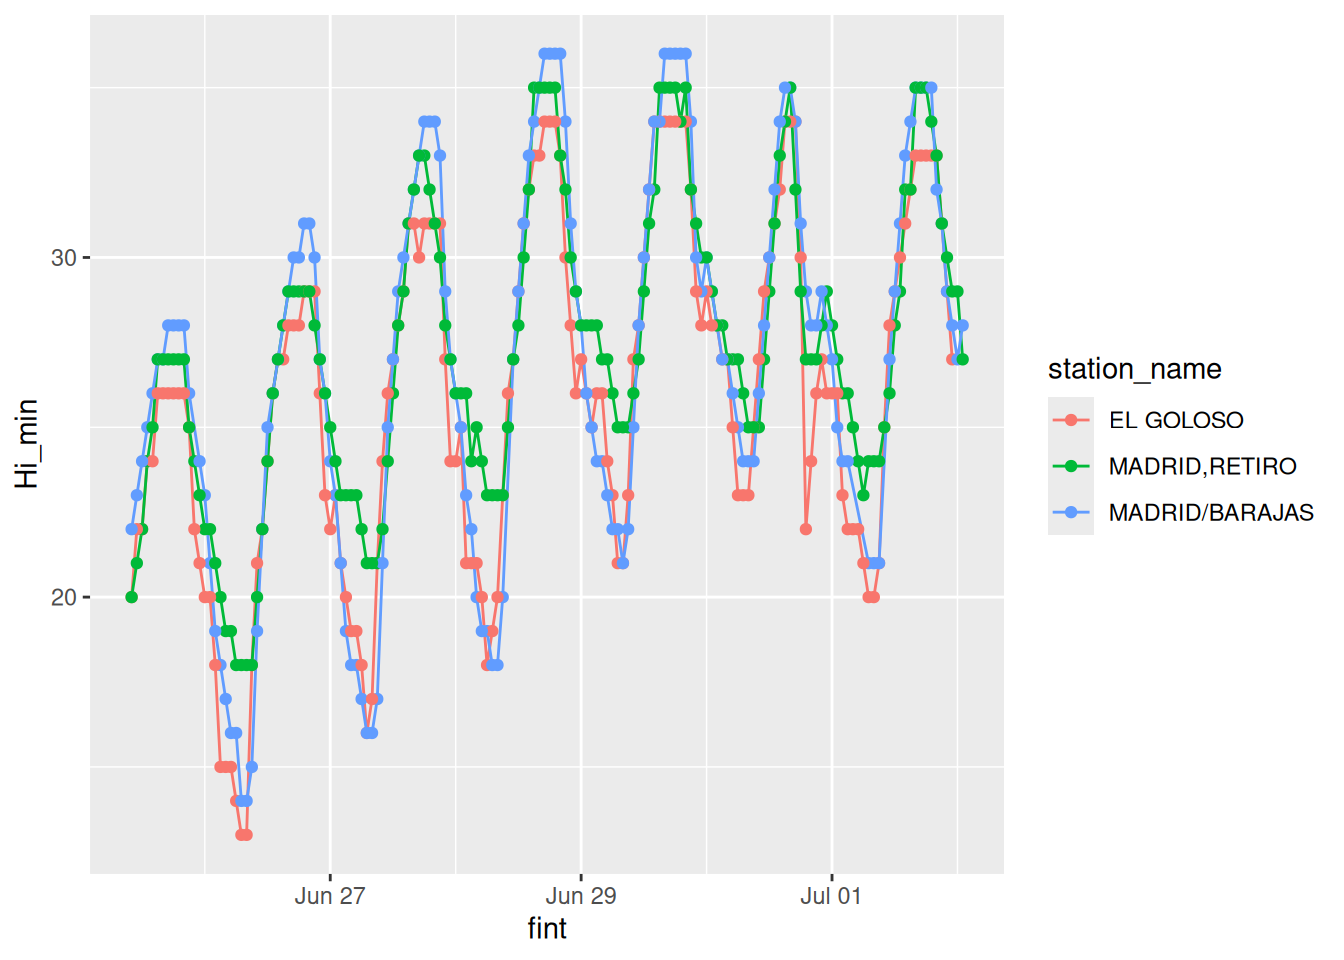 Hi_min
30
20
Jun 27
Jun 29
Jul 01
fint
station_name
EL GOLOSO
MADRID,RETIRO
MADRID/BARAJAS